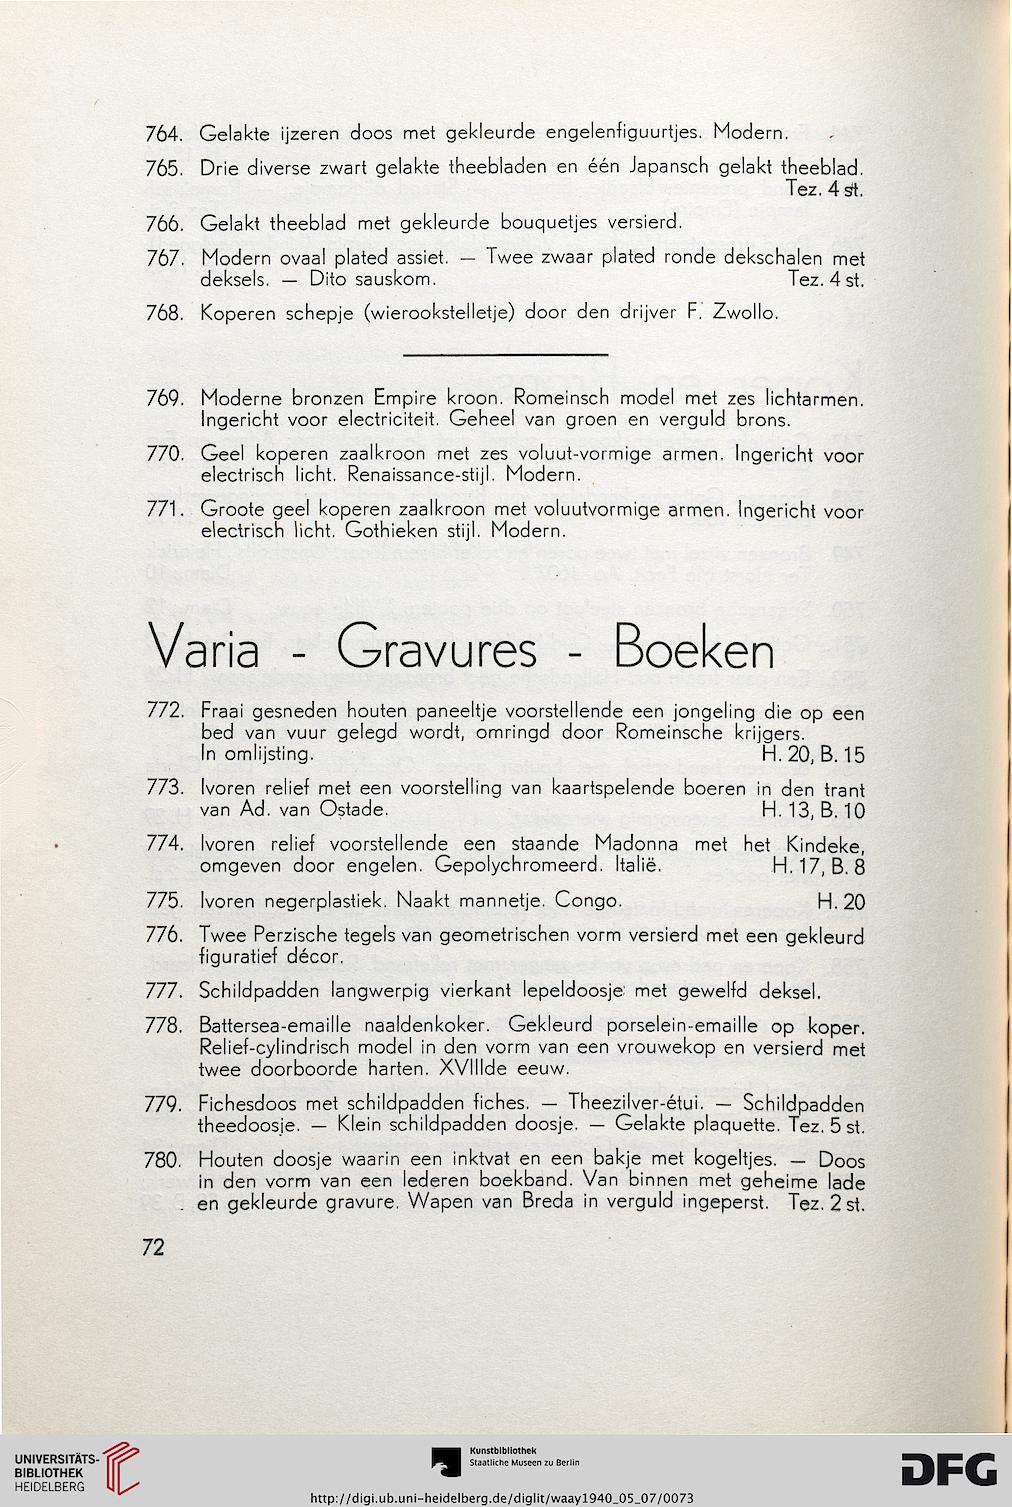 764. Gelakte ijzeren doos met gekleurde engelenfiguurtjes. Modern.
765. Drie diverse zwart gelakte theebladen en één Japansch gelakt theeblad.
Tez. 4 st.
766. Gelakt theeblad met gekleurde bouquetjes versierd.
767. Modern ovaal plated assiet. — Twee zwaar plated ronde dekschalen met
deksels. — Dito sauskom. Tez. 4 st.
768. Koperen schepje (wierookstelletje) door den drijver F. Zwollo.
769. Moderne bronzen Empire kroon. Romeinsch model met zes lichtarmen.
Ingericht voor electriciteit. Geheel van groen en verguld brons.
770. Geel koperen zaalkroon met zes voluut-vormige armen. Ingericht voor
electrisch licht. Renaissance-stijl. Modern.
771. Groote geel koperen zaalkroon met voluutvormige armen. Ingericht voor
electrisch licht. Gothieken stijl. Modern.
Varia - Gravures - Boeken
772. Fraai gesneden houten paneeltje voorstellende een jongeling die op een
bed van vuur gelegd wordt, omringd door Romeinsche krijgers.
In omlijsting. H. 20, B. 15
773. Ivoren relief met een voorstelling van kaartspelende boeren in den trant
van Ad. van Ostade. H. 13, B. 10
774. Ivoren relief voorstellende een staande Madonna met het Kindeke,
omgeven door engelen. Gepolychromeerd. Italië. H. 17, B. 8
775. Ivoren negerplastiek. Naakt mannetje. Congo. H. 20
776. Twee Perzische tegels van geometrischen vorm versierd met een gekleurd
figuratief décor.
777. Schildpadden langwerpig vierkant lepeldoosje met gewelfd deksel.
778. Battersea-emaille naaldenkoker. Gekleurd porselein-emaille op koper.
Relief-cylindrisch model in den vorm van een vrouwekop en versierd met
twee doorboorde harten. XVIIIde eeuw.
779. Fichesdoos met schildpadden fiches. — Theezilver-étui. — Schildpadden
theedoosje. — Klein schildpadden doosje. — Gelakte plaquette. Tez. 5 st.
780. Houten doosje waarin een inktvat en een bakje met kogeltjes. — Doos
in den vorm van een lederen boekband. Van binnen met geheime lade
en gekleurde gravure. Wapen van Breda in verguld ingeperst. Tez. 2 st.
72
UNIVERSITÄTS-
BIBLIOTHEK
HEIDELBERG
Kunstbibliothek
Staatliche Museen zu Berlin
DFG
http://digi.ub.uni-heidelberg.de/diglit/waay1940_05_07/0073